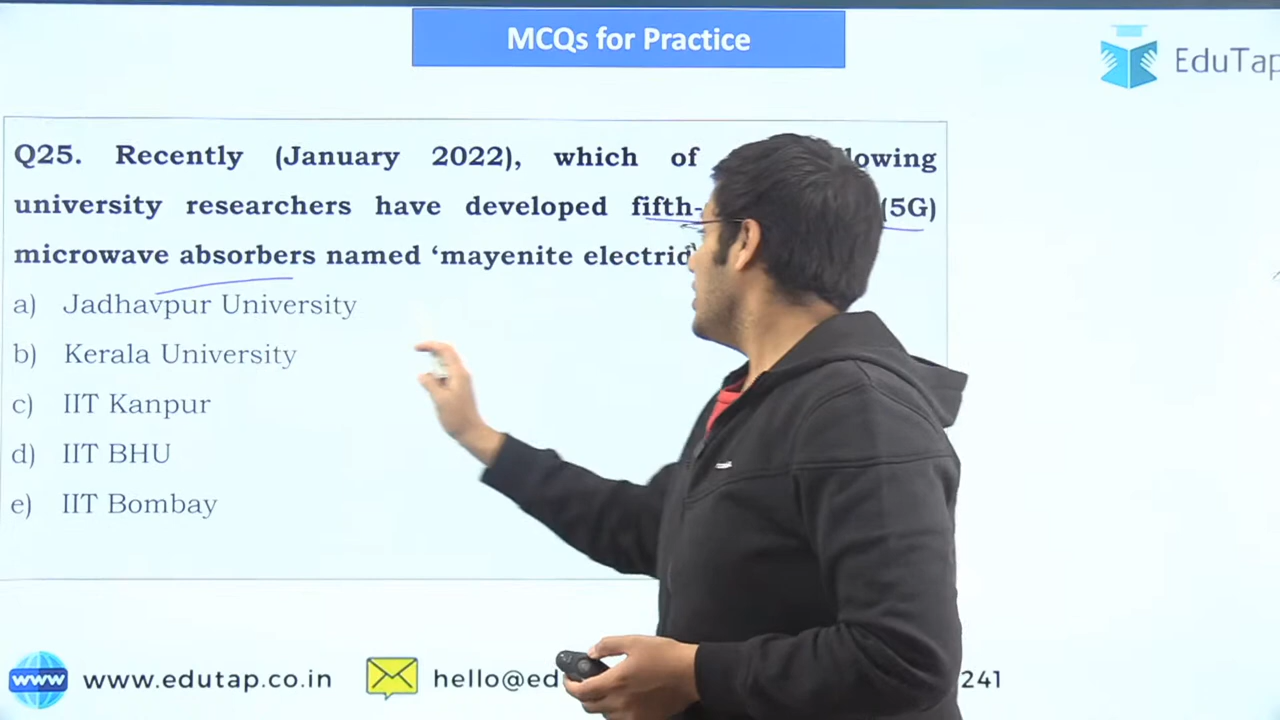 MCQs for Practice
EduTap
Q25. Recently (January 2022), which of lowing
university researchers have developed fifth- (5G)
microwave absorbers named ‘mayenite electrid
a) Jadhavpur University
b) Kerala University
c) IIT Kanpur
d) IIT BHU
e) IIT Bombay
www www.edutap.co.in hello@ed 241